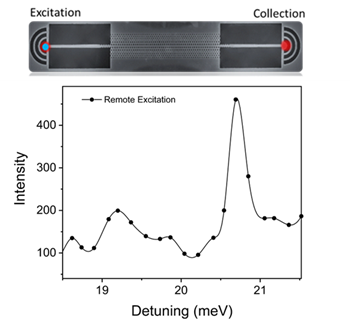 Excitation Collection
Remote Excitation
400
300
200
100
Intensity
19 20 21
Detuning (meV)